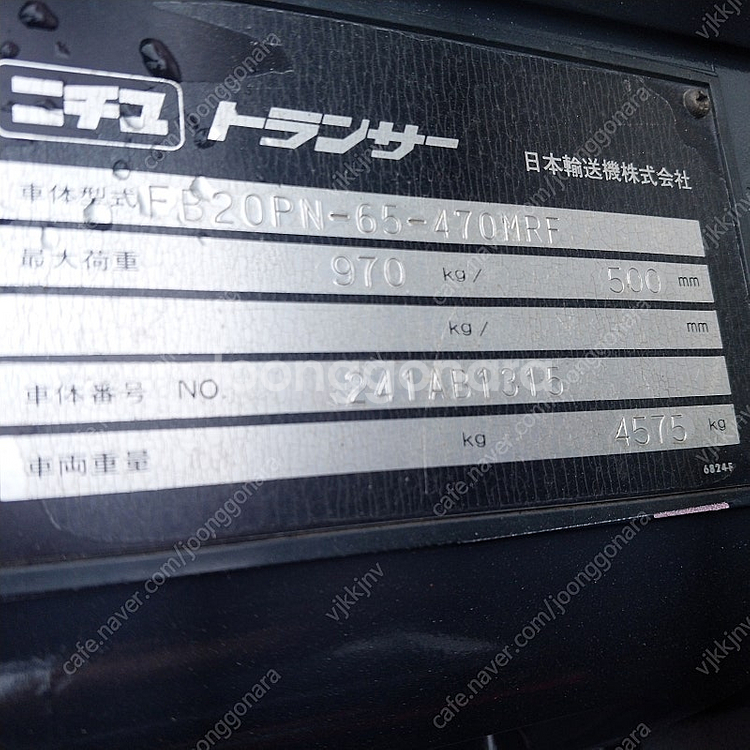 ニチユ トランサー
日本輸送機株式会社
車体型式 FB20PN-65-470MRF
最大荷重 970 kg/ 500 mm
kg/ mm
車体番号 NO. 241AB1315
車両重量 kg 4575 kg
6824-F
joonggonara
cafe.naver.com/joonggonara
vjkkjnv